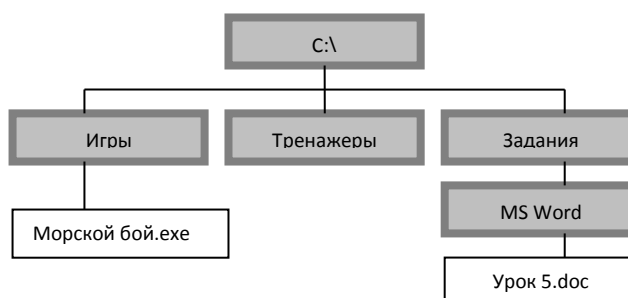 C:\
Игры
Тренажеры
Задания
Морской бой.exe
MS Word
Урок 5.doc